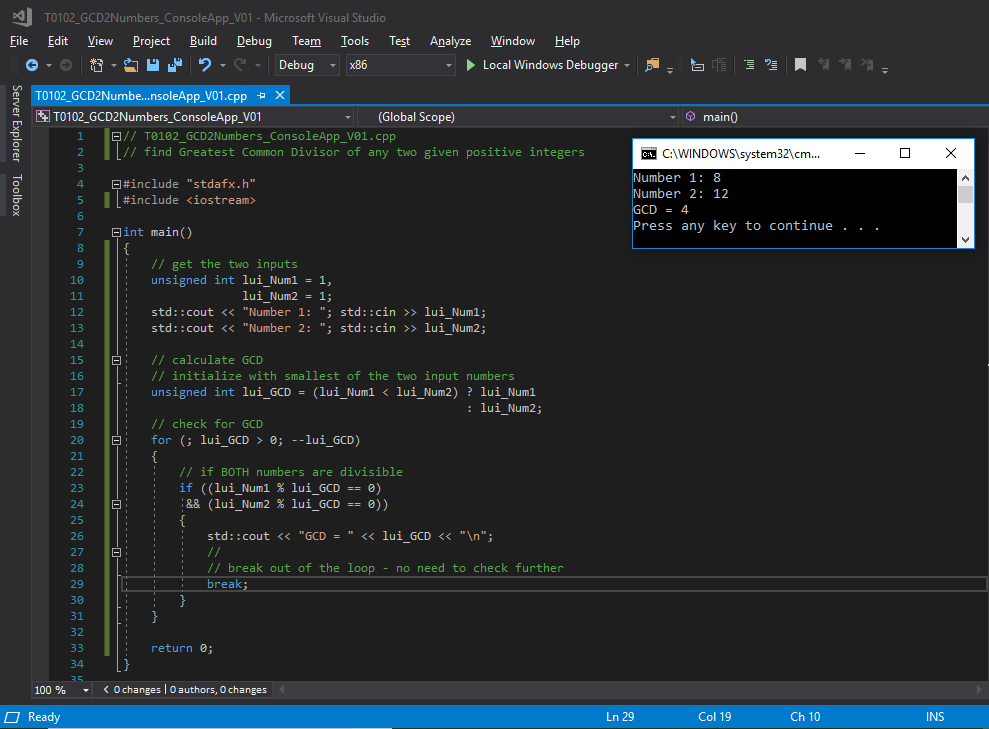 T0102_GCD2Numbers_ConsoleApp_V01 - Microsoft Visual Studio
File Edit View Project Build Debug Team Tools Test Analyze Window Help
Debug x86 Local Windows Debugger
Server Explorer
Toolbox
T0102_GCD2Numbe...nsoleApp_V01.cpp
T0102_GCD2Numbers_ConsoleApp_V01 (Global Scope) main()
1 // T0102_GCD2Numbers_ConsoleApp_V01.cpp
2 // find Greatest Common Divisor of any two given positive integers
3
4 #include "stdafx.h"
5 #include <iostream>
6
7 int main()
8 {
9 // get the two inputs
10 unsigned int lui_Num1 = 1,
11 lui_Num2 = 1;
12 std::cout << "Number 1: "; std::cin >> lui_Num1;
13 std::cout << "Number 2: "; std::cin >> lui_Num2;
14
15 // calculate GCD
16 // initialize with smallest of the two input numbers
17 unsigned int lui_GCD = (lui_Num1 < lui_Num2) ? lui_Num1
18 : lui_Num2;
19 // check for GCD
20 for (; lui_GCD > 0; --lui_GCD)
21 {
22 // if BOTH numbers are divisible
23 if ((lui_Num1 % lui_GCD == 0)
24 && (lui_Num2 % lui_GCD == 0))
25 {
26 std::cout << "GCD = " << lui_GCD << "\n";
27 //
28 // break out of the loop - no need to check further
29 break;
30 }
31 }
32
33 return 0;
34 }
35
C:\WINDOWS\system32\cm...
Number 1: 8
Number 2: 12
GCD = 4
Press any key to continue . . .
100 % 0 changes | 0 authors, 0 changes
Ready Ln 29 Col 19 Ch 10 INS